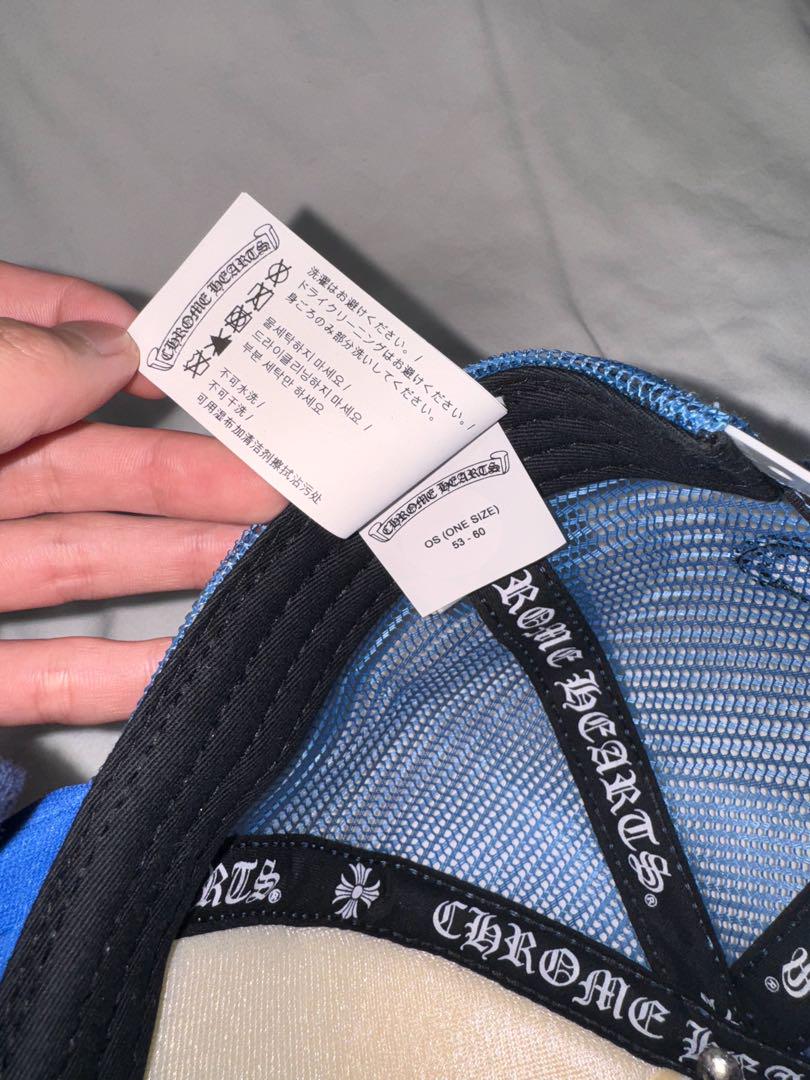 CHROME HEARTS
洗濯はお避けください。/
ドライクリーニングはお避けください。/
身ごろのみ部分洗いしてください。
물세탁하지 마세요 /
드라이클리닝하지 마세요 /
부분 세탁만 하세요
不可水洗 /
不可干洗 /
可用湿布加清洁剂擦拭沾污处
CHROME HEARTS
OS (ONE SIZE)
53 - 60
ROME HEARTS®
RTS®
CHROME HEA